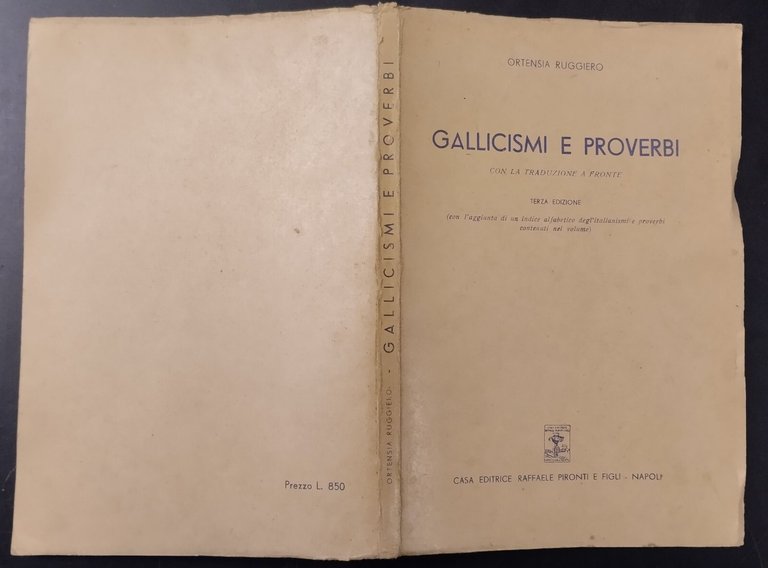 Prezzo L. 850
ORTENSIA RUGGIERO - GALLICISMI E PROVERBI
ORTENSIA RUGGIERO
GALLICISMI E PROVERBI
CON LA TRADUZIONE A FRONTE
TERZA EDIZIONE
(con l'aggiunta di un indice alfabetico degl'italianismi e proverbi
contenuti nel volume)
CASA EDITRICE RAFFAELE PIRONTI E FIGLI - NAPOLI